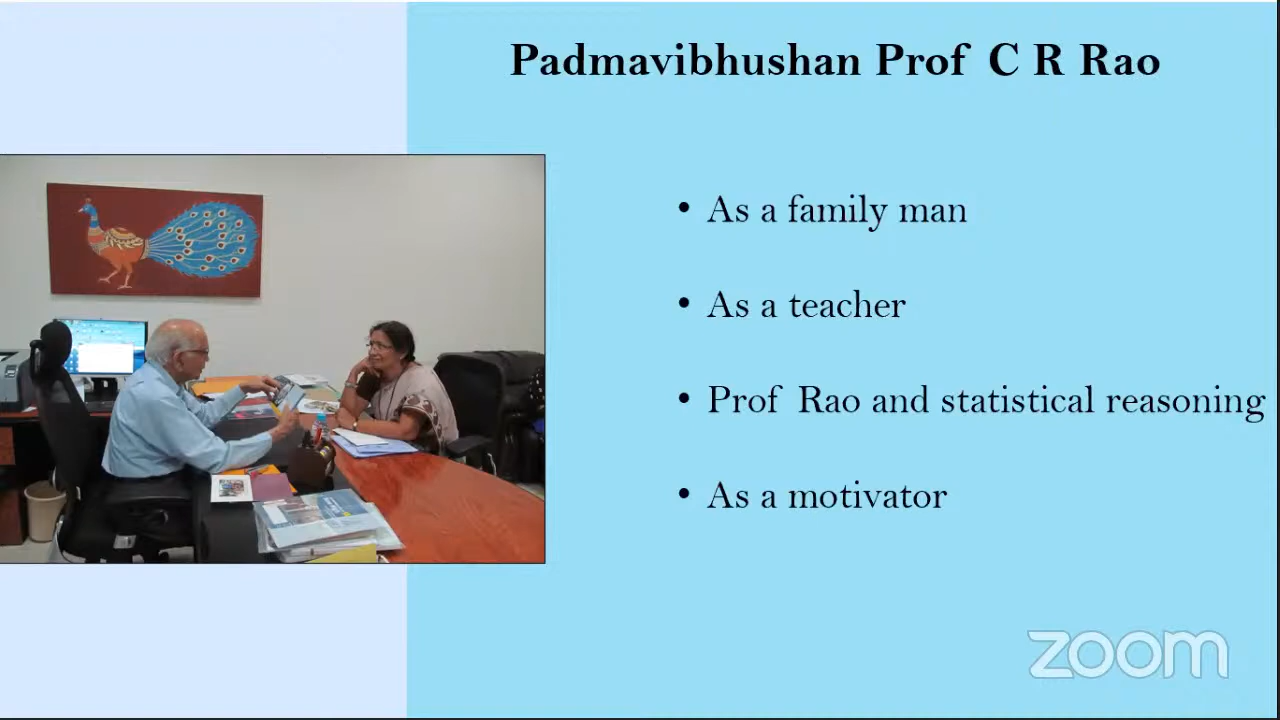 Padmavibhushan Prof C R Rao
• As a family man
• As a teacher
• Prof Rao and statistical reasoning
• As a motivator
zoom